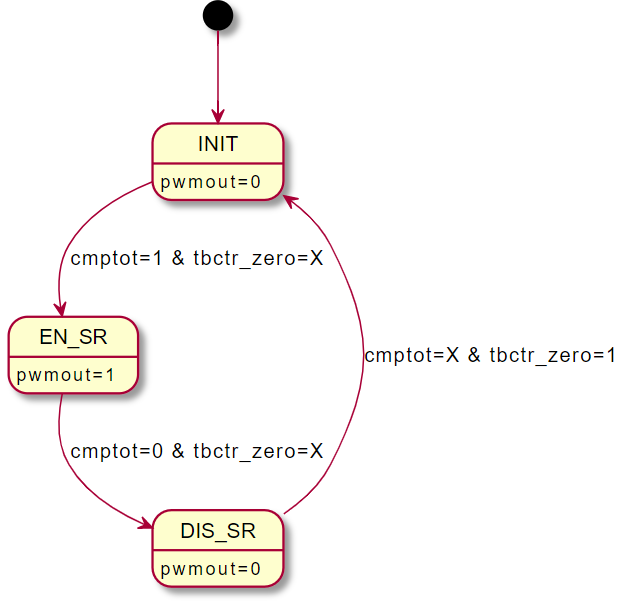 INIT
pwmout=0
cmptot=1 & tbctr_zero=X
EN_SR
pwmout=1
cmptot=X & tbctr_zero=1
cmptot=0 & tbctr_zero=X
DIS_SR
pwmout=0